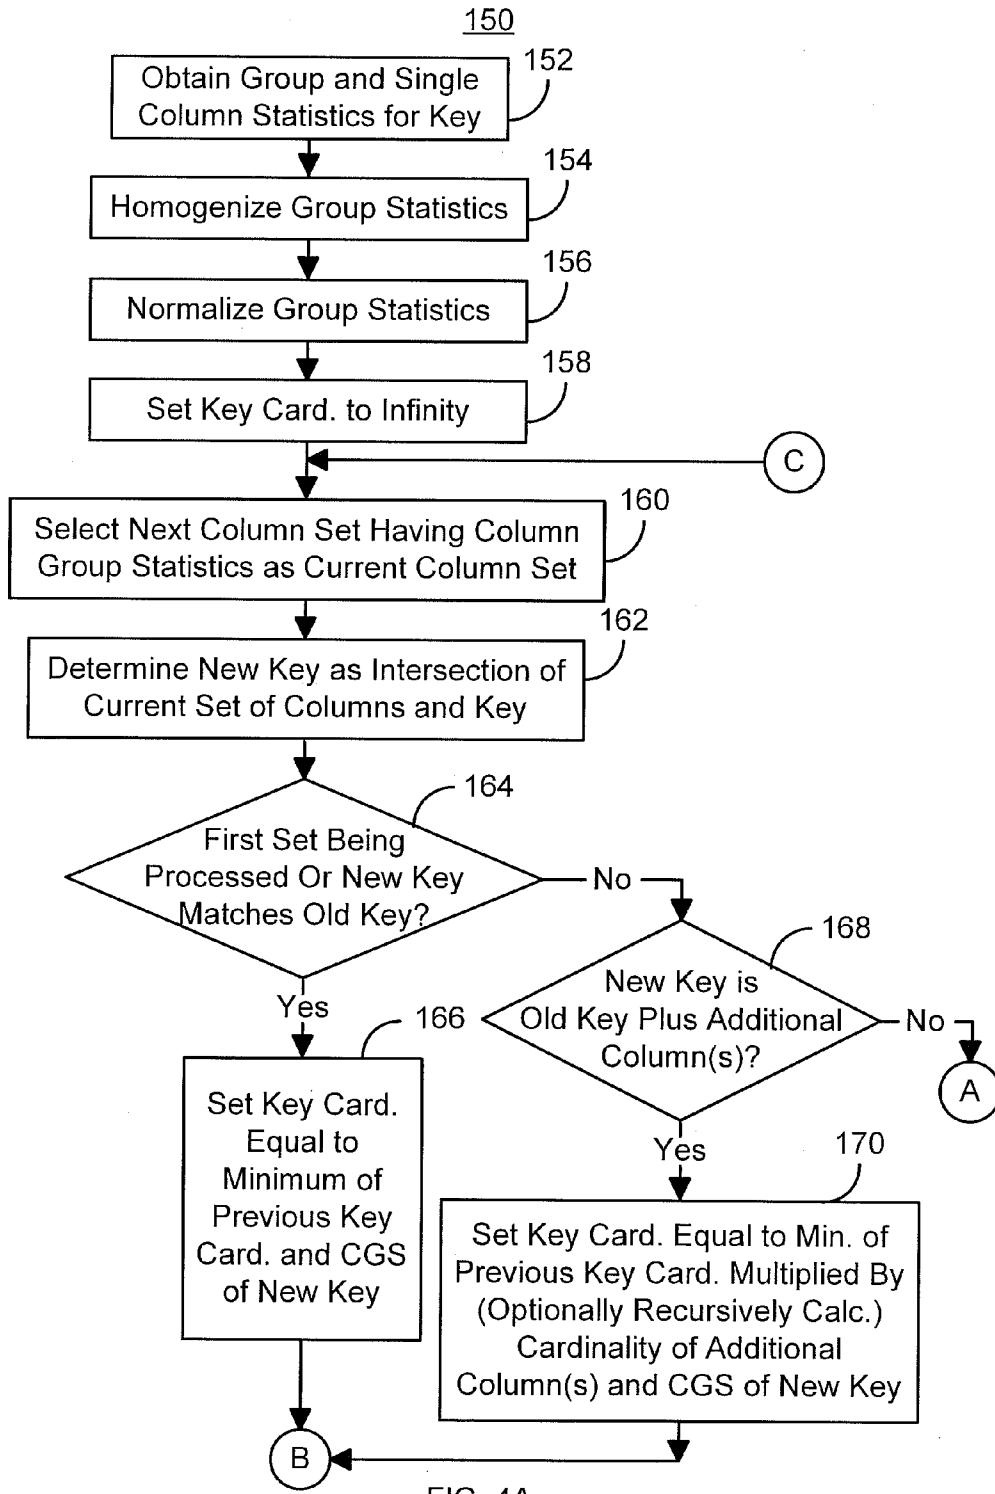 150
152
Obtain Group and Single
Column Statistics for Key
154
Homogenize Group Statistics
156
Normalize Group Statistics
158
Set Key Card. to Infinity
C
160
Select Next Column Set Having Column
Group Statistics as Current Column Set
162
Determine New Key as Intersection of
Current Set of Columns and Key
164
First Set Being
Processed Or New Key
Matches Old Key?
No
168
New Key is
Old Key Plus Additional
Column(s)?
No
A
Yes
166
Set Key Card.
Equal to
Minimum of
Previous Key
Card. and CGS
of New Key
Yes
170
Set Key Card. Equal to Min. of
Previous Key Card. Multiplied By
(Optionally Recursively Calc.)
Cardinality of Additional
Column(s) and CGS of New Key
B
FIG. 4A